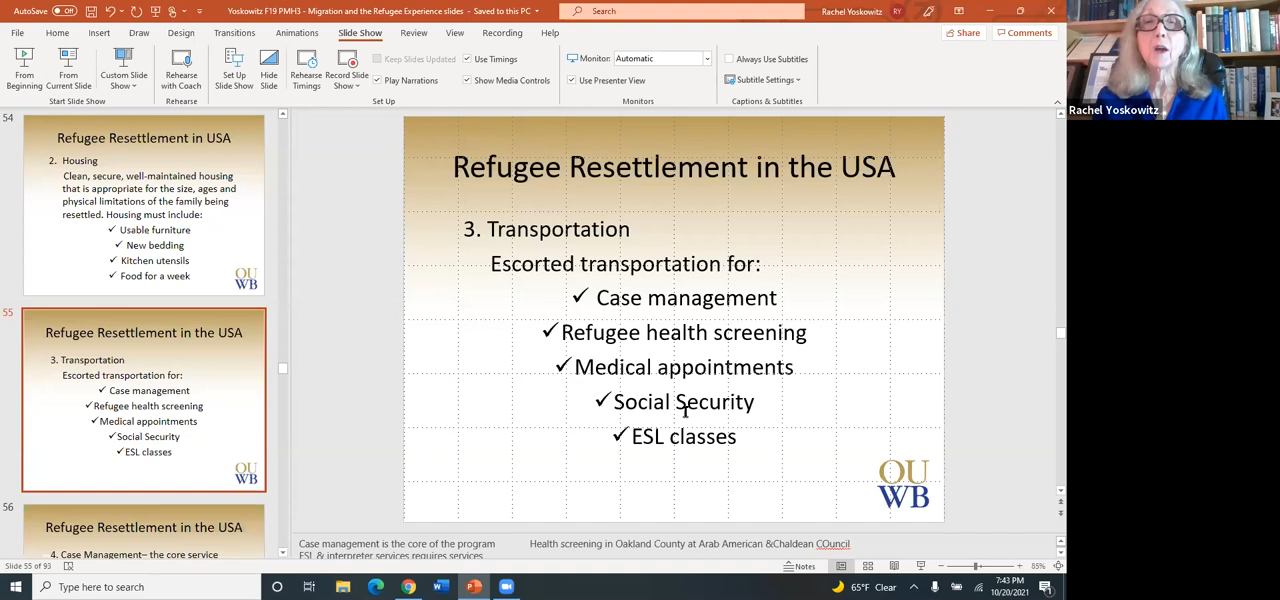 AutoSave Off
Yoskowitz F19 PMH3 - Migration and the Refugee Experience slides - Saved to this PC
Search
Rachel Yoskowitz RY
File Home Insert Draw Design Transitions Animations Slide Show Review View Recording Help
Share Comments
From Beginning
From Current Slide
Custom Slide Show
Start Slide Show
Rehearse with Coach
Rehearse
Set Up Slide Show
Hide Slide
Rehearse Timings
Record Slide Show
Keep Slides Updated
Play Narrations
Use Timings
Show Media Controls
Set Up
Monitor: Automatic
Use Presenter View
Monitors
Always Use Subtitles
Subtitle Settings
Captions & Subtitles
Rachel Yoskowitz
54
Refugee Resettlement in USA
2. Housing
Clean, secure, well-maintained housing
that is appropriate for the size, ages and
physical limitations of the family being
resettled. Housing must include:
✓ Usable furniture
✓ New bedding
✓ Kitchen utensils
✓ Food for a week
OU
WB
55
Refugee Resettlement in the USA
3. Transportation
Escorted transportation for:
✓ Case management
✓Refugee health screening
✓Medical appointments
✓Social Security
✓ESL classes
OU
WB
56
Refugee Resettlement in the USA
4. Case Management– the core service
Refugee Resettlement in the USA
3. Transportation
Escorted transportation for:
✓ Case management
✓Refugee health screening
✓Medical appointments
✓Social Security
✓ESL classes
OU
WB
Case management is the core of the program
ESL & interpreter services requires services
Health screening in Oakland County at Arab American &Chaldean COuncil
Slide 55 of 93
Notes
85%
Type here to search
65°F Clear
7:43 PM
10/20/2021